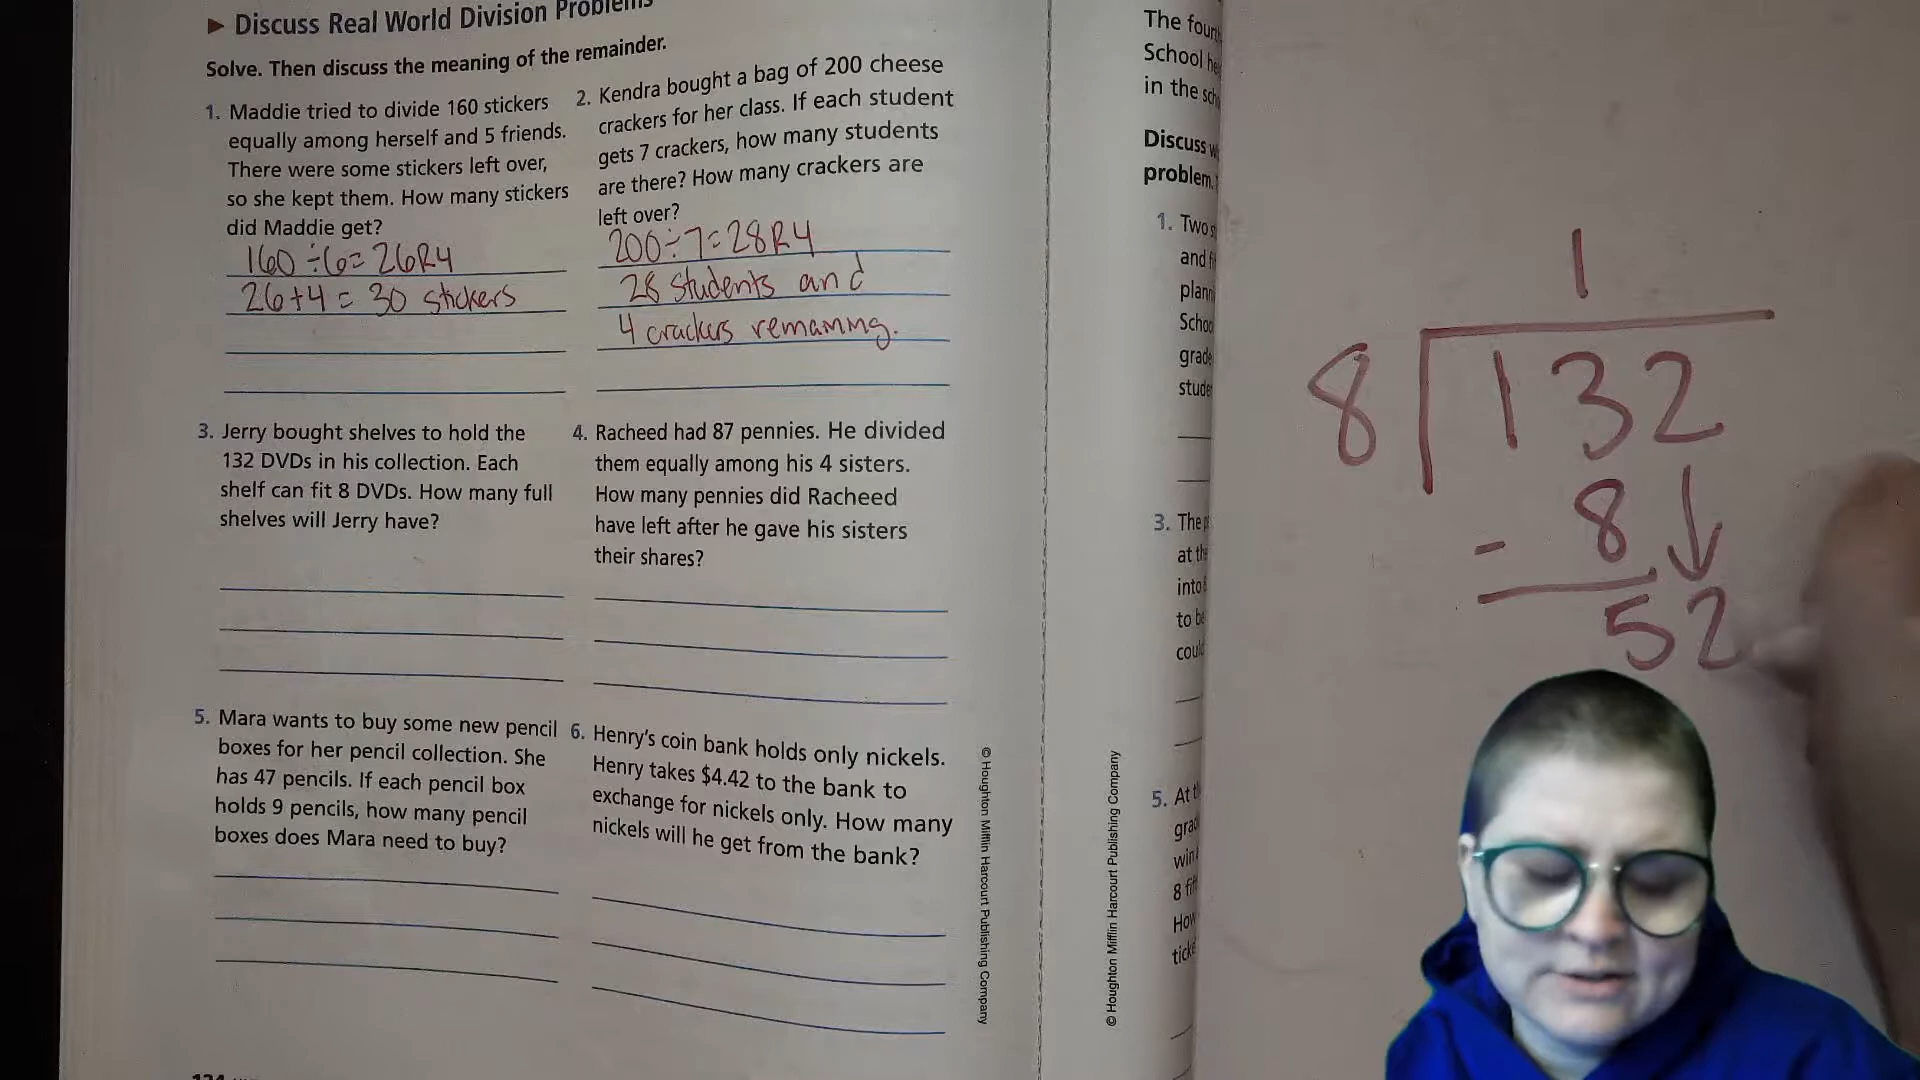 ► Discuss Real World Division Problems
Solve. Then discuss the meaning of the remainder.
1. Maddie tried to divide 160 stickers
equally among herself and 5 friends.
There were some stickers left over,
so she kept them. How many stickers
did Maddie get?
160 ÷ 6 = 26R4
26+4 = 30 stickers
2. Kendra bought a bag of 200 cheese
crackers for her class. If each student
gets 7 crackers, how many students
are there? How many crackers are
left over?
200 ÷ 7 = 28R4
28 students and
4 crackers remaining.
3. Jerry bought shelves to hold the
132 DVDs in his collection. Each
shelf can fit 8 DVDs. How many full
shelves will Jerry have?
4. Racheed had 87 pennies. He divided
them equally among his 4 sisters.
How many pennies did Racheed
have left after he gave his sisters
their shares?
5. Mara wants to buy some new pencil
boxes for her pencil collection. She
has 47 pencils. If each pencil box
holds 9 pencils, how many pencil
boxes does Mara need to buy?
6. Henry's coin bank holds only nickels.
Henry takes $4.42 to the bank to
exchange for nickels only. How many
nickels will he get from the bank?
© Houghton Mifflin Harcourt Publishing Company
© Houghton Mifflin Harcourt Publishing Company
The
School
in the
Discuss
problem.
1. Two
and
3. The
at
into
to
5. At
8
How
1
8 132
- 8 ↓
52